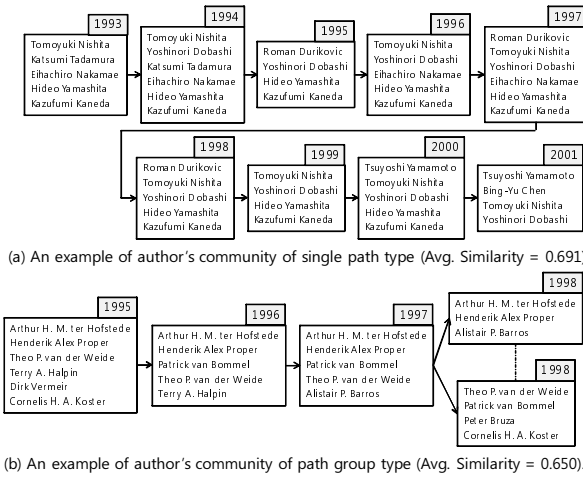 1993
Tomoyuki Nishita
Katsumi Tadamura
Eihachiro Nakamae
Hideo Yamashita
Kazufumi Kaneda
1994
Tomoyuki Nishita
Yoshinori Dobashi
Katsumi Tadamura
Eihachiro Nakamae
Hideo Yamashita
Kazufumi Kaneda
1995
Roman Durikovic
Yoshinori Dobashi
Hideo Yamashita
Kazufumi Kaneda
1996
Tomoyuki Nishita
Yoshinori Dobashi
Eihachiro Nakamae
Hideo Yamashita
Kazufumi Kaneda
1997
Roman Durikovic
Tomoyuki Nishita
Yoshinori Dobashi
Eihachiro Nakamae
Hideo Yamashita
Kazufumi Kaneda
1998
Roman Durikovic
Tomoyuki Nishita
Yoshinori Dobashi
Hideo Yamashita
Kazufumi Kaneda
1999
Tomoyuki Nishita
Yoshinori Dobashi
Hideo Yamashita
Kazufumi Kaneda
2000
Tsuyoshi Yamamoto
Tomoyuki Nishita
Yoshinori Dobashi
Hideo Yamashita
Kazufumi Kaneda
2001
Tsuyoshi Yamamoto
Bing-Yu Chen
Tomoyuki Nishita
Yoshinori Dobashi
(a) An example of author's community of single path type (Avg. Similarity = 0.691)
1995
Arthur H. M. ter Hofstede
Henderik Alex Proper
Theo P. van der Weide
Terry A. Halpin
Dirk Vermeir
Cornelis H. A. Koster
1996
Arthur H. M. ter Hofstede
Henderik Alex Proper
Patrick van Bommel
Theo P. van der Weide
Terry A. Halpin
1997
Arthur H. M. ter Hofstede
Henderik Alex Proper
Patrick van Bommel
Theo P. van der Weide
Alistair P. Barros
1998
Arthur H. M. ter Hofstede
Henderik Alex Proper
Alistair P. Barros
1998
Theo P. van der Weide
Patrick van Bommel
Peter Bruza
Cornelis H. A. Koster
(b) An example of author's community of path group type (Avg. Similarity = 0.650)